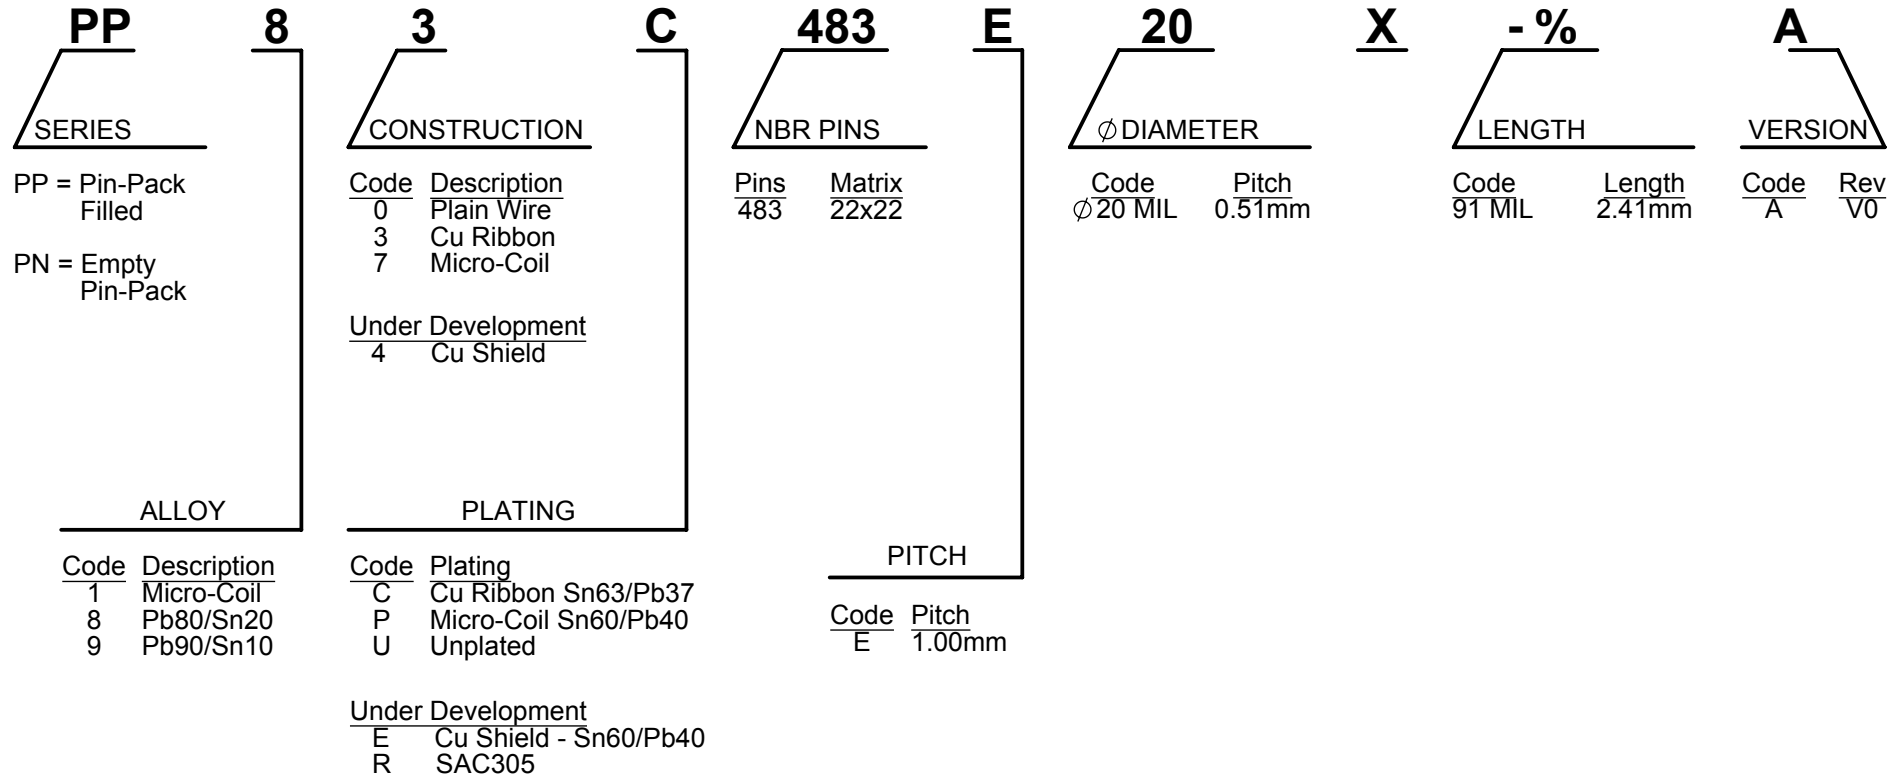 PP 8 3 C 483 E 20 X -% A
SERIES
PP = Pin-Pack
Filled
PN = Empty
Pin-Pack
CONSTRUCTION
Code Description
0 Plain Wire
3 Cu Ribbon
7 Micro-Coil
Under Development
4 Cu Shield
NBR PINS
Pins Matrix
483 22x22
∅ DIAMETER
Code Pitch
∅ 20 MIL 0.51mm
LENGTH
Code Length
91 MIL 2.41mm
VERSION
Code Rev
A V0
ALLOY
Code Description
1 Micro-Coil
8 Pb80/Sn20
9 Pb90/Sn10
PLATING
Code Plating
C Cu Ribbon Sn63/Pb37
P Micro-Coil Sn60/Pb40
U Unplated
Under Development
E Cu Shield - Sn60/Pb40
R SAC305
PITCH
Code Pitch
E 1.00mm